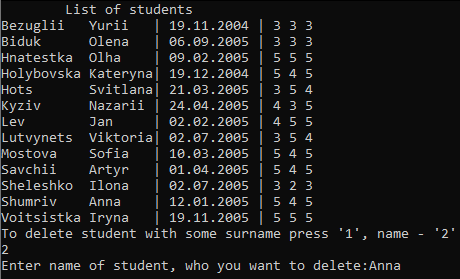 List of students
Bezuglii   Yurii   | 19.11.2004 | 3 3 3
Biduk      Olena   | 06.09.2005 | 3 3 3
Hnatestka  Olha    | 09.02.2005 | 5 5 5
Holybovska Kateryna| 19.12.2004 | 5 4 5
Hots       Svitlana| 21.03.2005 | 3 5 4
Kyziv      Nazarii | 24.04.2005 | 4 3 5
Lev        Jan     | 02.02.2005 | 4 5 5
Lutvynets  Viktoria| 02.07.2005 | 3 5 4
Mostova    Sofia   | 10.03.2005 | 5 4 5
Savchii    Artyr   | 01.04.2005 | 5 4 5
Sheleshko  Ilona   | 02.07.2005 | 3 2 3
Shumriv    Anna    | 12.01.2005 | 5 4 5
Voitsistka Iryna   | 19.11.2005 | 5 5 5
To delete student with some surname press '1', name - '2'
2
Enter name of student, who you want to delete:Anna